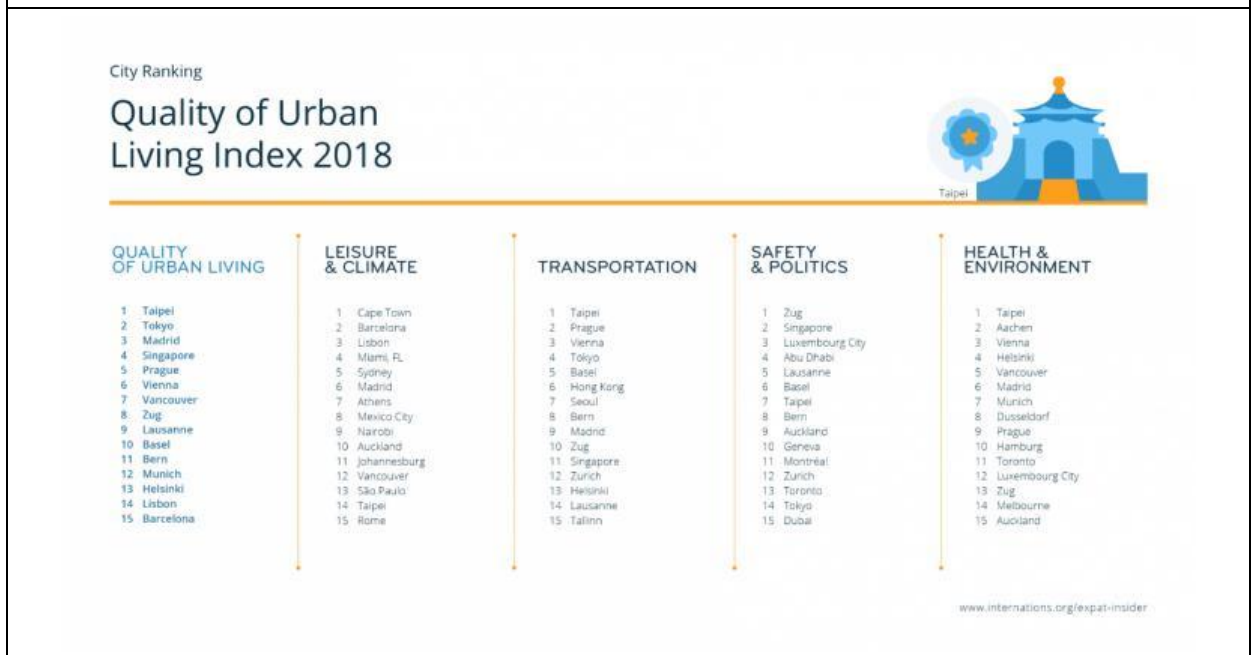 City Ranking
Quality of Urban
Living Index 2018
Taipei
QUALITY
OF URBAN LIVING
1 Taipei
2 Tokyo
3 Madrid
4 Singapore
5 Prague
6 Vienna
7 Vancouver
8 Zug
9 Lausanne
10 Basel
11 Bern
12 Munich
13 Helsinki
14 Lisbon
15 Barcelona
LEISURE
& CLIMATE
1 Cape Town
2 Barcelona
3 Lisbon
4 Miami, FL
5 Sydney
6 Madrid
7 Athens
8 Mexico City
9 Nairobi
10 Auckland
11 Johannesburg
12 Vancouver
13 São Paulo
14 Taipei
15 Rome
TRANSPORTATION
1 Taipei
2 Prague
3 Vienna
4 Tokyo
5 Basel
6 Hong Kong
7 Seoul
8 Bern
9 Madrid
10 Zug
11 Singapore
12 Zurich
13 Helsinki
14 Lausanne
15 Tallinn
SAFETY
& POLITICS
1 Zug
2 Singapore
3 Luxembourg City
4 Abu Dhabi
5 Lausanne
6 Basel
7 Taipei
8 Bern
9 Auckland
10 Geneva
11 Montréal
12 Zurich
13 Toronto
14 Tokyo
15 Dubai
HEALTH &
ENVIRONMENT
1 Taipei
2 Aachen
3 Vienna
4 Helsinki
5 Vancouver
6 Madrid
7 Munich
8 Dusseldorf
9 Prague
10 Hamburg
11 Toronto
12 Luxembourg City
13 Zug
14 Melbourne
15 Auckland
www.internations.org/expat-insider